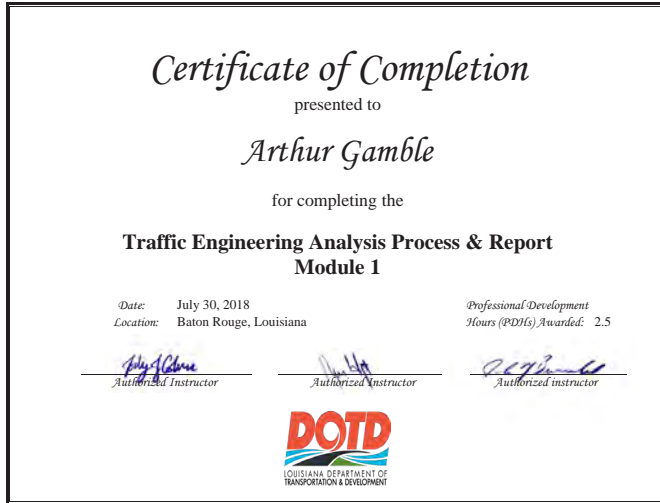 Certificate of Completion
presented to
Arthur Gamble
for completing the
Traffic Engineering Analysis Process & Report
Module 1
Date: July 30, 2018
Location: Baton Rouge, Louisiana
Professional Development
Hours (PDHs) Awarded: 2.5
Authorized Instructor
Authorized Instructor
Authorized instructor
DOTD
LOUISIANA DEPARTMENT OF
TRANSPORTATION & DEVELOPMENT